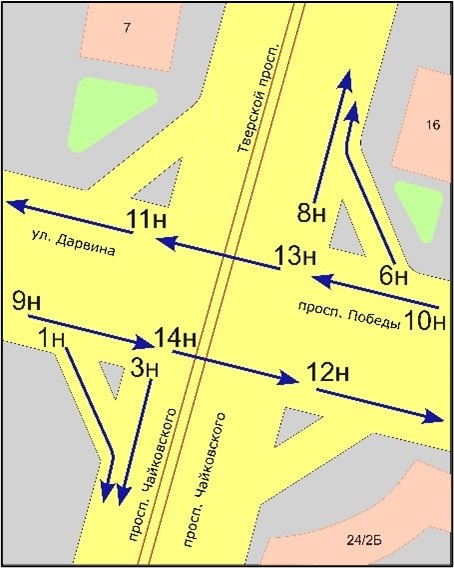 7
Тверской просп.
16
8н
11н
13н
ул. Дарвина
6н
просп. Победы
10н
9н
1н
14н
3н
12н
просп. Чайковского
просп. Чайковского
24/2Б